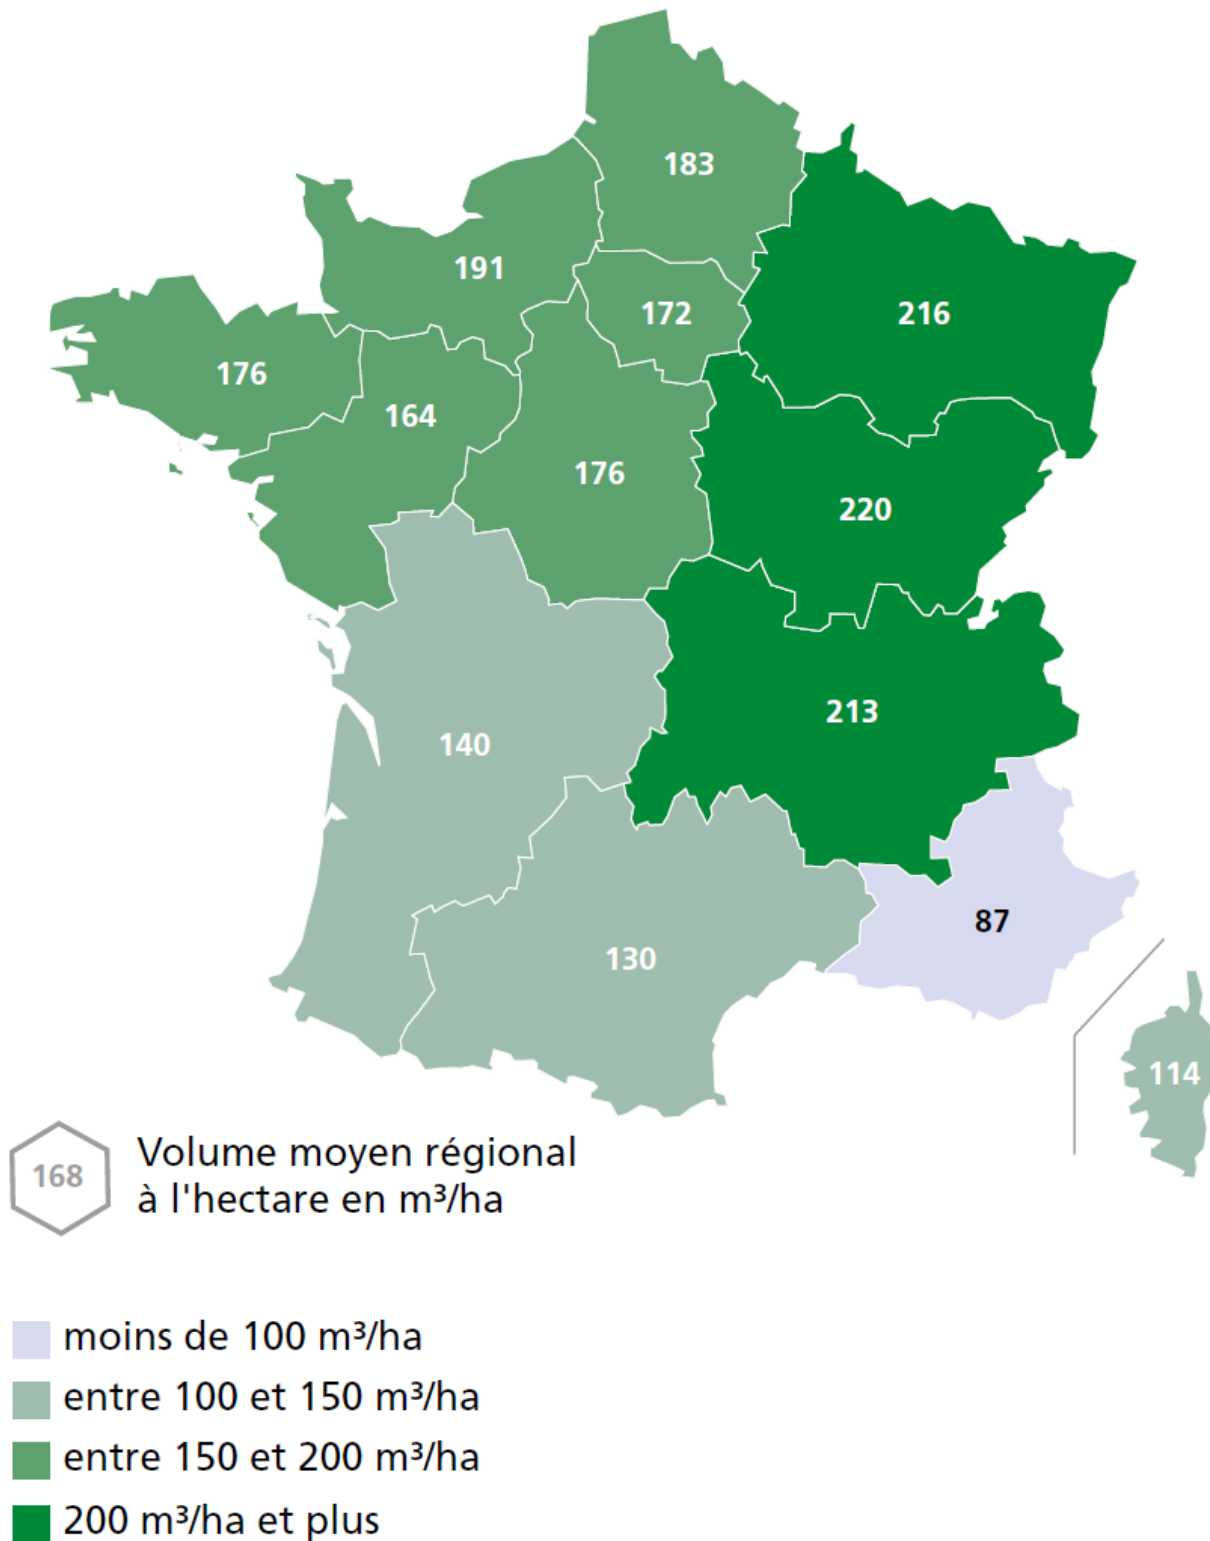 183
191
172
216
176
164
176
220
213
140
87
130
114
168
Volume moyen régional
à l'hectare en m³/ha
moins de 100 m³/ha
entre 100 et 150 m³/ha
entre 150 et 200 m³/ha
200 m³/ha et plus